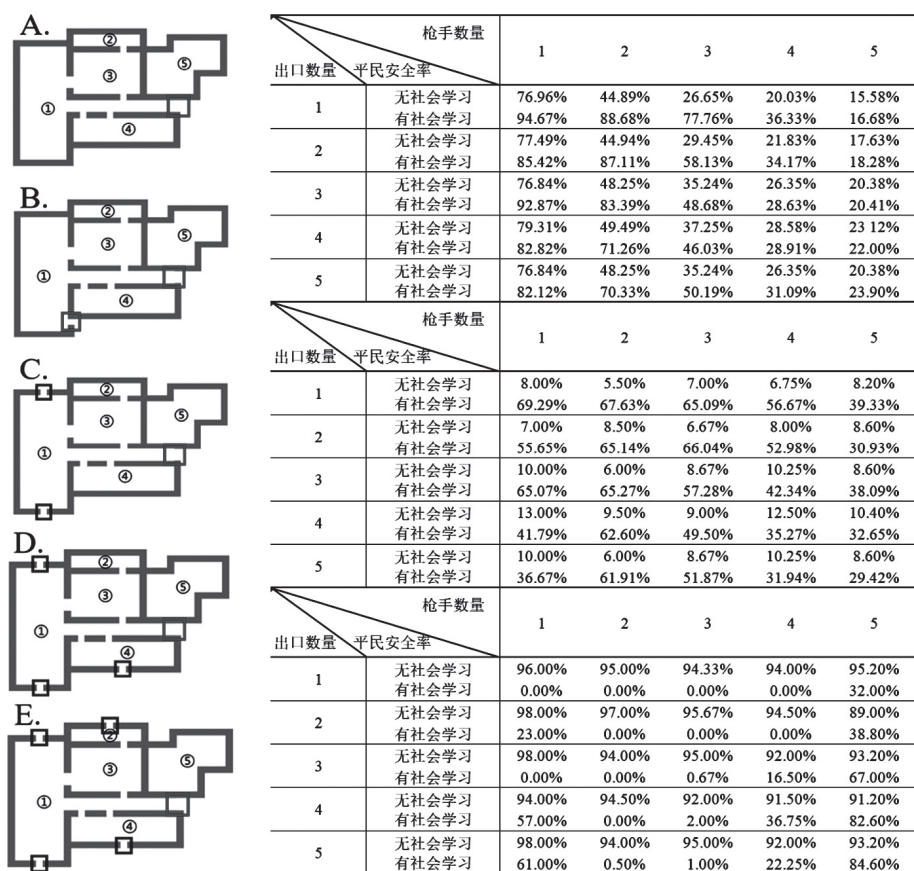 A.
②
⑤
③
①
④
B.
②
⑤
③
①
④
C.
②
⑤
③
①
④
D.
②
⑤
③
①
④
E.
②
⑤
③
①
④
枪手数量 1 2 3 4 5
出口数量 平民安全率
1 无社会学习 76.96% 44.89% 26.65% 20.03% 15.58%
有社会学习 94.67% 88.68% 77.76% 36.33% 16.68%
2 无社会学习 77.49% 44.94% 29.45% 21.83% 17.63%
有社会学习 85.42% 87.11% 58.13% 34.17% 18.28%
3 无社会学习 76.84% 48.25% 35.24% 26.35% 20.38%
有社会学习 92.87% 83.39% 48.68% 28.63% 20.41%
4 无社会学习 79.31% 49.49% 37.25% 28.58% 23 12%
有社会学习 82.82% 71.26% 46.03% 28.91% 22.00%
5 无社会学习 76.84% 48.25% 35.24% 26.35% 20.38%
有社会学习 82.12% 70.33% 50.19% 31.09% 23.90%
枪手数量 1 2 3 4 5
出口数量 平民安全率
1 无社会学习 8.00% 5.50% 7.00% 6.75% 8.20%
有社会学习 69.29% 67.63% 65.09% 56.67% 39.33%
2 无社会学习 7.00% 8.50% 6.67% 8.00% 8.60%
有社会学习 55.65% 65.14% 66.04% 52.98% 30.93%
3 无社会学习 10.00% 6.00% 8.67% 10.25% 8.60%
有社会学习 65.07% 65.27% 57.28% 42.34% 38.09%
4 无社会学习 13.00% 9.50% 9.00% 12.50% 10.40%
有社会学习 41.79% 62.60% 49.50% 35.27% 32.65%
5 无社会学习 10.00% 6.00% 8.67% 10.25% 8.60%
有社会学习 36.67% 61.91% 51.87% 31.94% 29.42%
枪手数量 1 2 3 4 5
出口数量 平民安全率
1 无社会学习 96.00% 95.00% 94.33% 94.00% 95.20%
有社会学习 0.00% 0.00% 0.00% 0.00% 32.00%
2 无社会学习 98.00% 97.00% 95.67% 94.50% 89.00%
有社会学习 23.00% 0.00% 0.00% 0.00% 38.80%
3 无社会学习 98.00% 94.00% 95.00% 92.00% 93.20%
有社会学习 0.00% 0.00% 0.67% 16.50% 67.00%
4 无社会学习 94.00% 94.50% 92.00% 91.50% 91.20%
有社会学习 57.00% 0.00% 2.00% 36.75% 82.60%
5 无社会学习 98.00% 94.00% 95.00% 92.00% 93.20%
有社会学习 61.00% 0.50% 1.00% 22.25% 84.60%